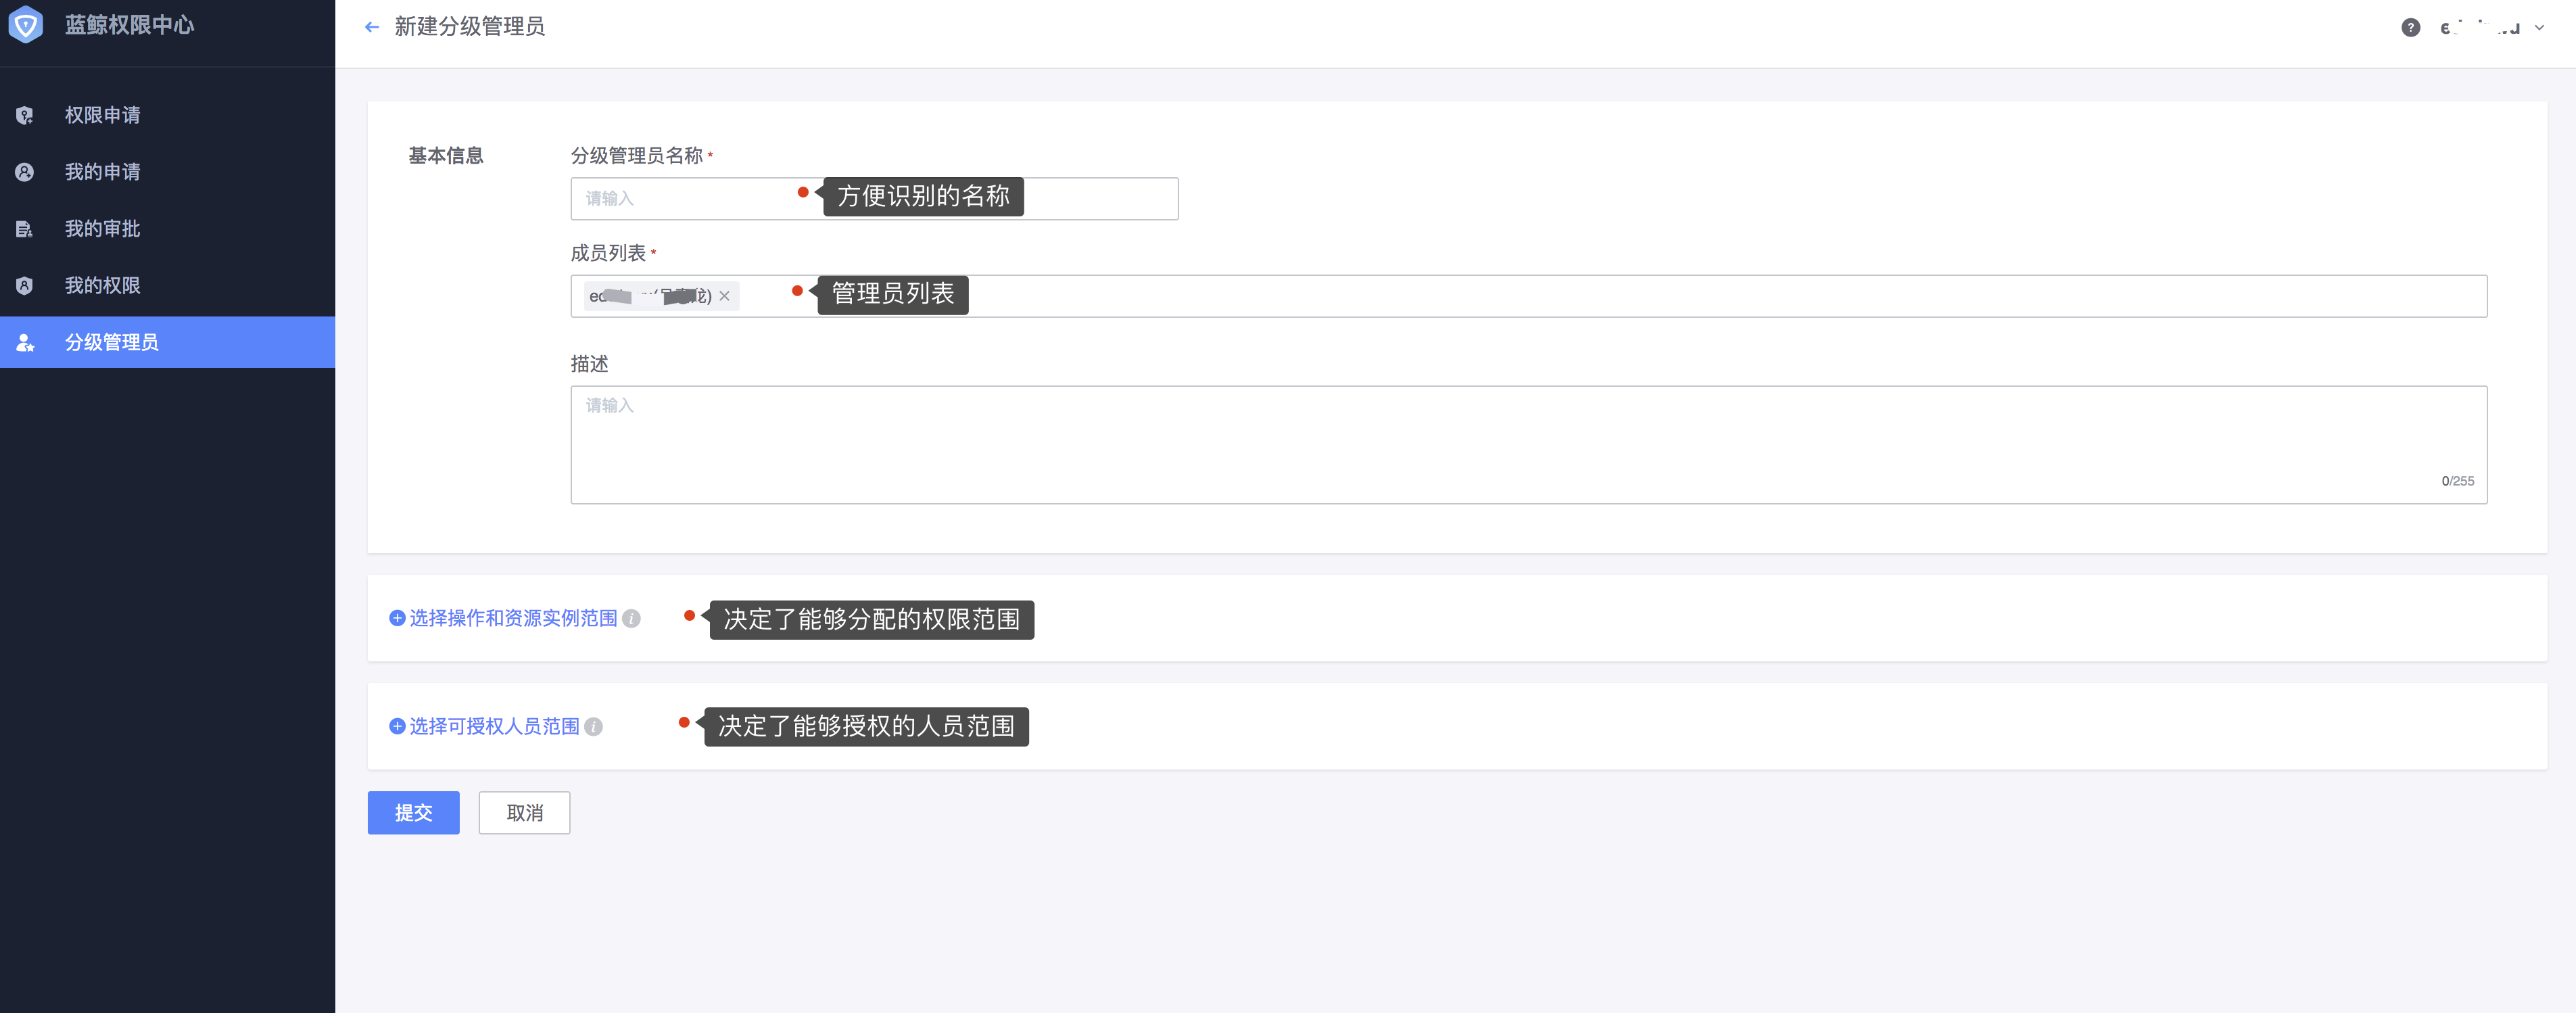 蓝鲸权限中心
新建分级管理员
权限申请
我的申请
我的审批
我的权限
分级管理员
基本信息
分级管理员名称 *
请输入
方便识别的名称
成员列表 *
管理员列表
描述
请输入
0/255
选择操作和资源实例范围
决定了能够分配的权限范围
选择可授权人员范围
决定了能够授权的人员范围
提交
取消